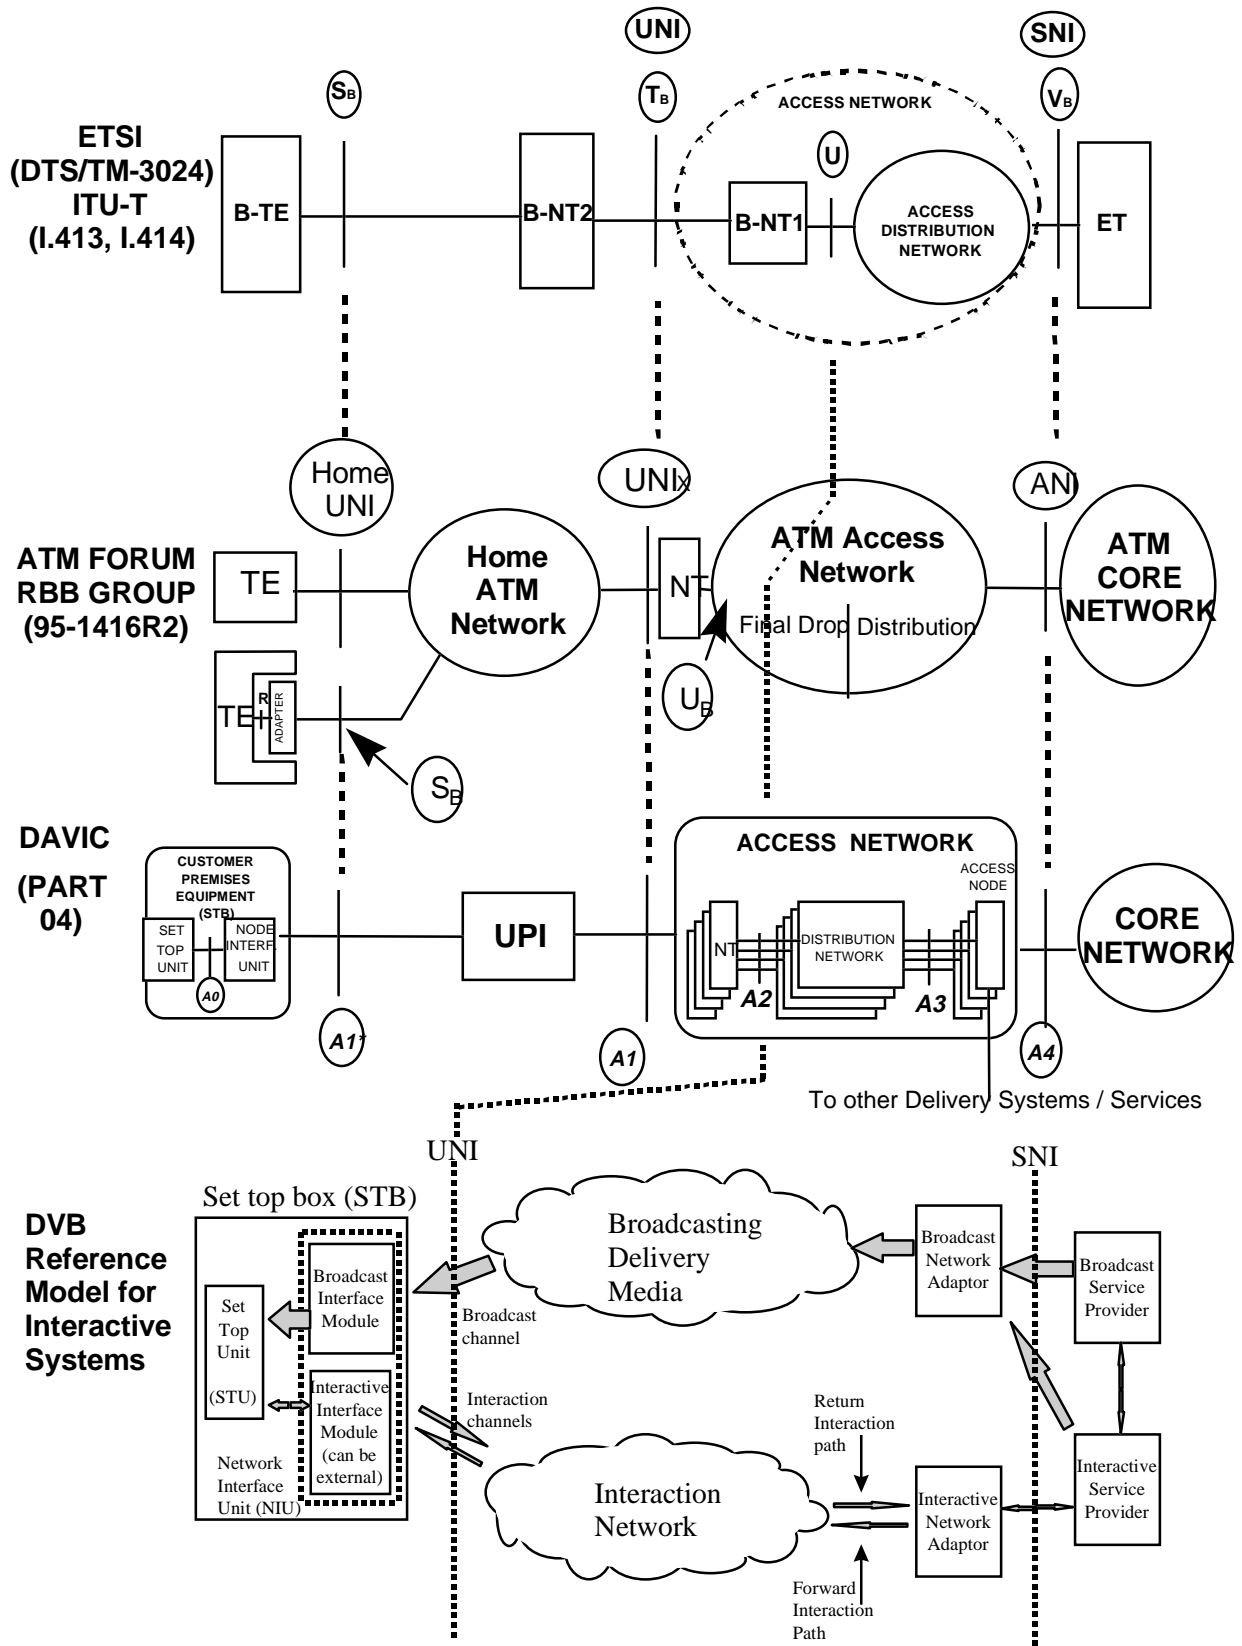 UNI
SNI
SB
TB
VB
ACCESS NETWORK
ETSI
(DTS/TM-3024)
ITU-T
(I.413, I.414)
U
B-TE
B-NT2
B-NT1
ACCESS
DISTRIBUTION
NETWORK
ET
Home
UNI
UNIx
ANI
ATM FORUM
RBB GROUP
(95-1416R2)
TE
Home
ATM
Network
NT
ATM Access
Network
Final Drop
Distribution
ATM
CORE
NETWORK
TE
R
ADAPTER
UB
SB
DAVIC
(PART
04)
CUSTOMER
PREMISES
EQUIPMENT
(STB)
SET
TOP
UNIT
NODE
INTERF.
UNIT
A0
UPI
ACCESS NETWORK
ACCESS
NODE
NT
DISTRIBUTION
NETWORK
A2
A3
CORE
NETWORK
A1*
A1
A4
To other Delivery Systems / Services
UNI
SNI
Set top box (STB)
DVB
Reference
Model for
Interactive
Systems
Broadcast
Interface
Module
Set
Top
Unit
(STU)
Interactive
Interface
Module
(can be
external)
Network
Interface
Unit (NIU)
Broadcasting
Delivery
Media
Broadcast
channel
Broadcast
Network
Adaptor
Broadcast
Service
Provider
Interaction
channels
Return
Interaction
path
Interaction
Network
Interactive
Network
Adaptor
Interactive
Service
Provider
Forward
Interaction
Path